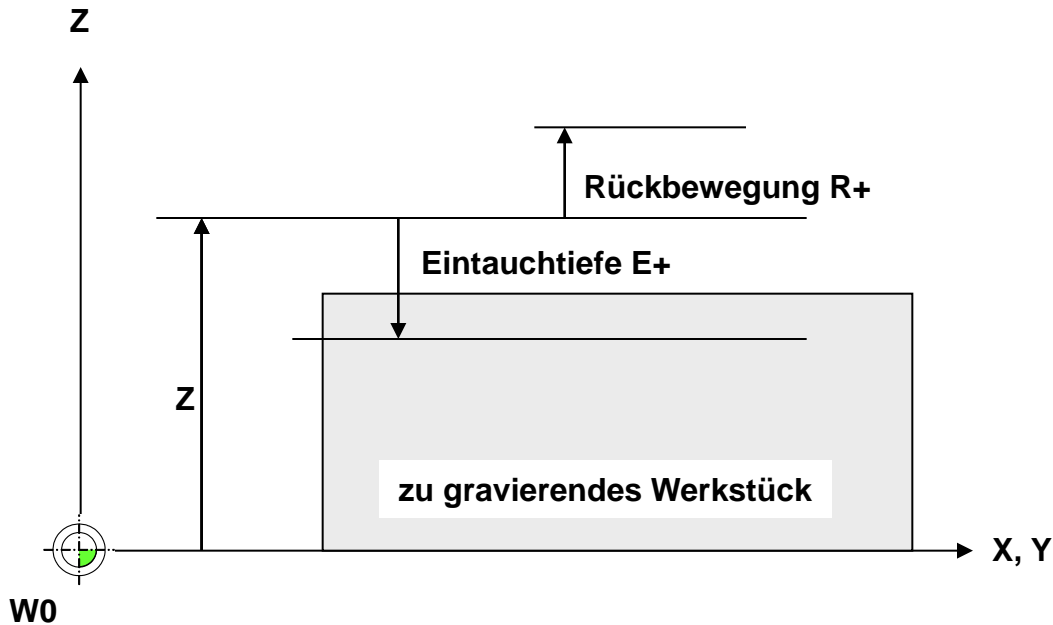 Z
Rückbewegung R+
Eintauchtiefe E+
Z
zu gravierendes Werkstück
X, Y
W0